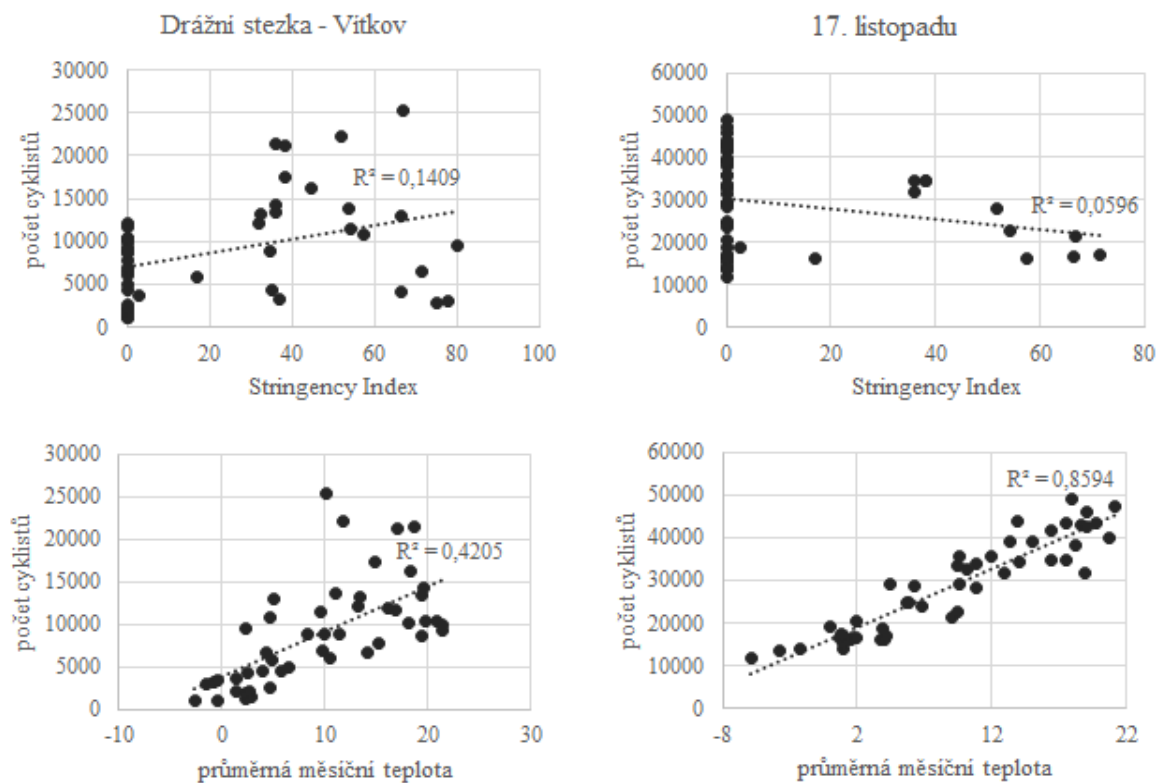 Drážní stezka - Vítkov
30000
25000
20000
15000
10000
5000
0
počet cyklistů
R² = 0,1409
0 20 40 60 80 100
Stringency Index
17. listopadu
60000
50000
40000
30000
20000
10000
0
počet cyklistů
R² = 0,0596
0 20 40 60 80
Stringency Index
30000
25000
20000
15000
10000
5000
0
počet cyklistů
R² = 0,4205
-10 0 10 20 30
průměrná měsíční teplota
60000
50000
40000
30000
20000
10000
0
počet cyklistů
R² = 0,8594
-8 2 12 22
průměrná měsíční teplota